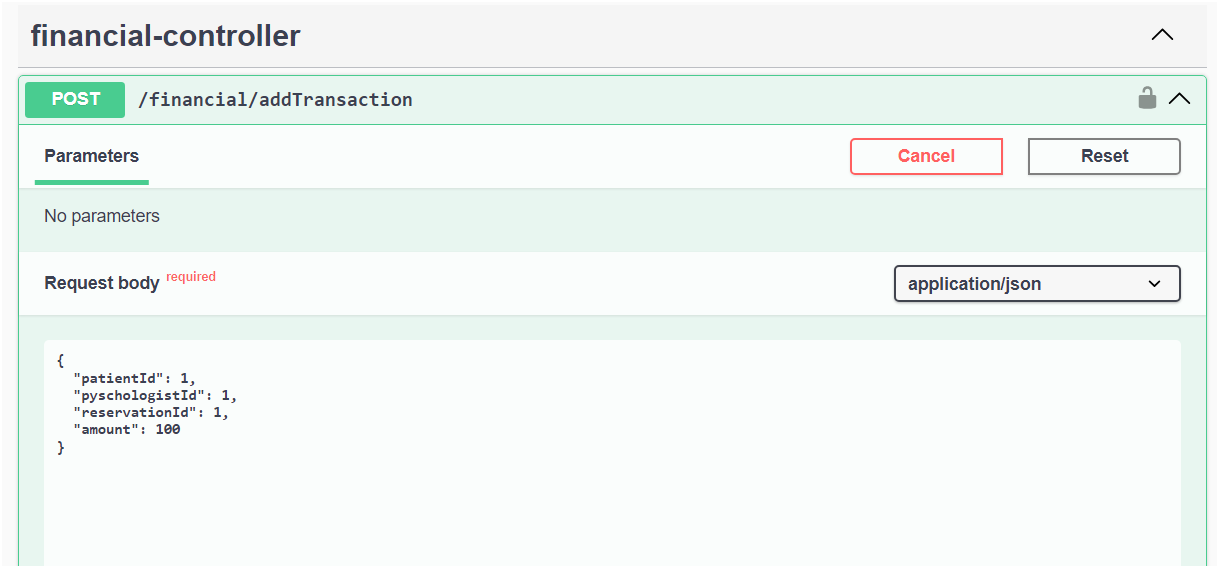 financial-controller
POST /financial/addTransaction
Parameters
Cancel
Reset
No parameters
Request body required
application/json
{
  "patientId": 1,
  "pyschologistId": 1,
  "reservationId": 1,
  "amount": 100
}